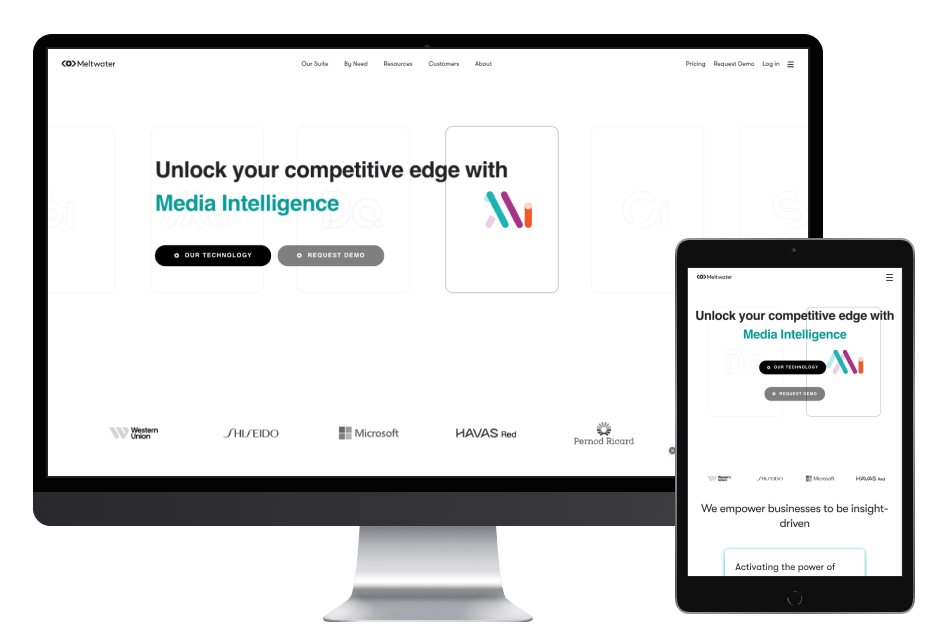 Meltwater
Our Suite By Need Resources Customers About
Pricing Request Demo Log in
Unlock your competitive edge with
Media Intelligence
OUR TECHNOLOGY REQUEST DEMO
Western
Union
SHISEIDO
Microsoft
HAVAS Red
Pernod Ricard
Meltwater
Unlock your competitive edge with
Media Intelligence
OUR TECHNOLOGY
REQUEST DEMO
Western
Union
SHISEIDO
Microsoft
HAVAS Red
We empower businesses to be insight-
driven
Activating the power of